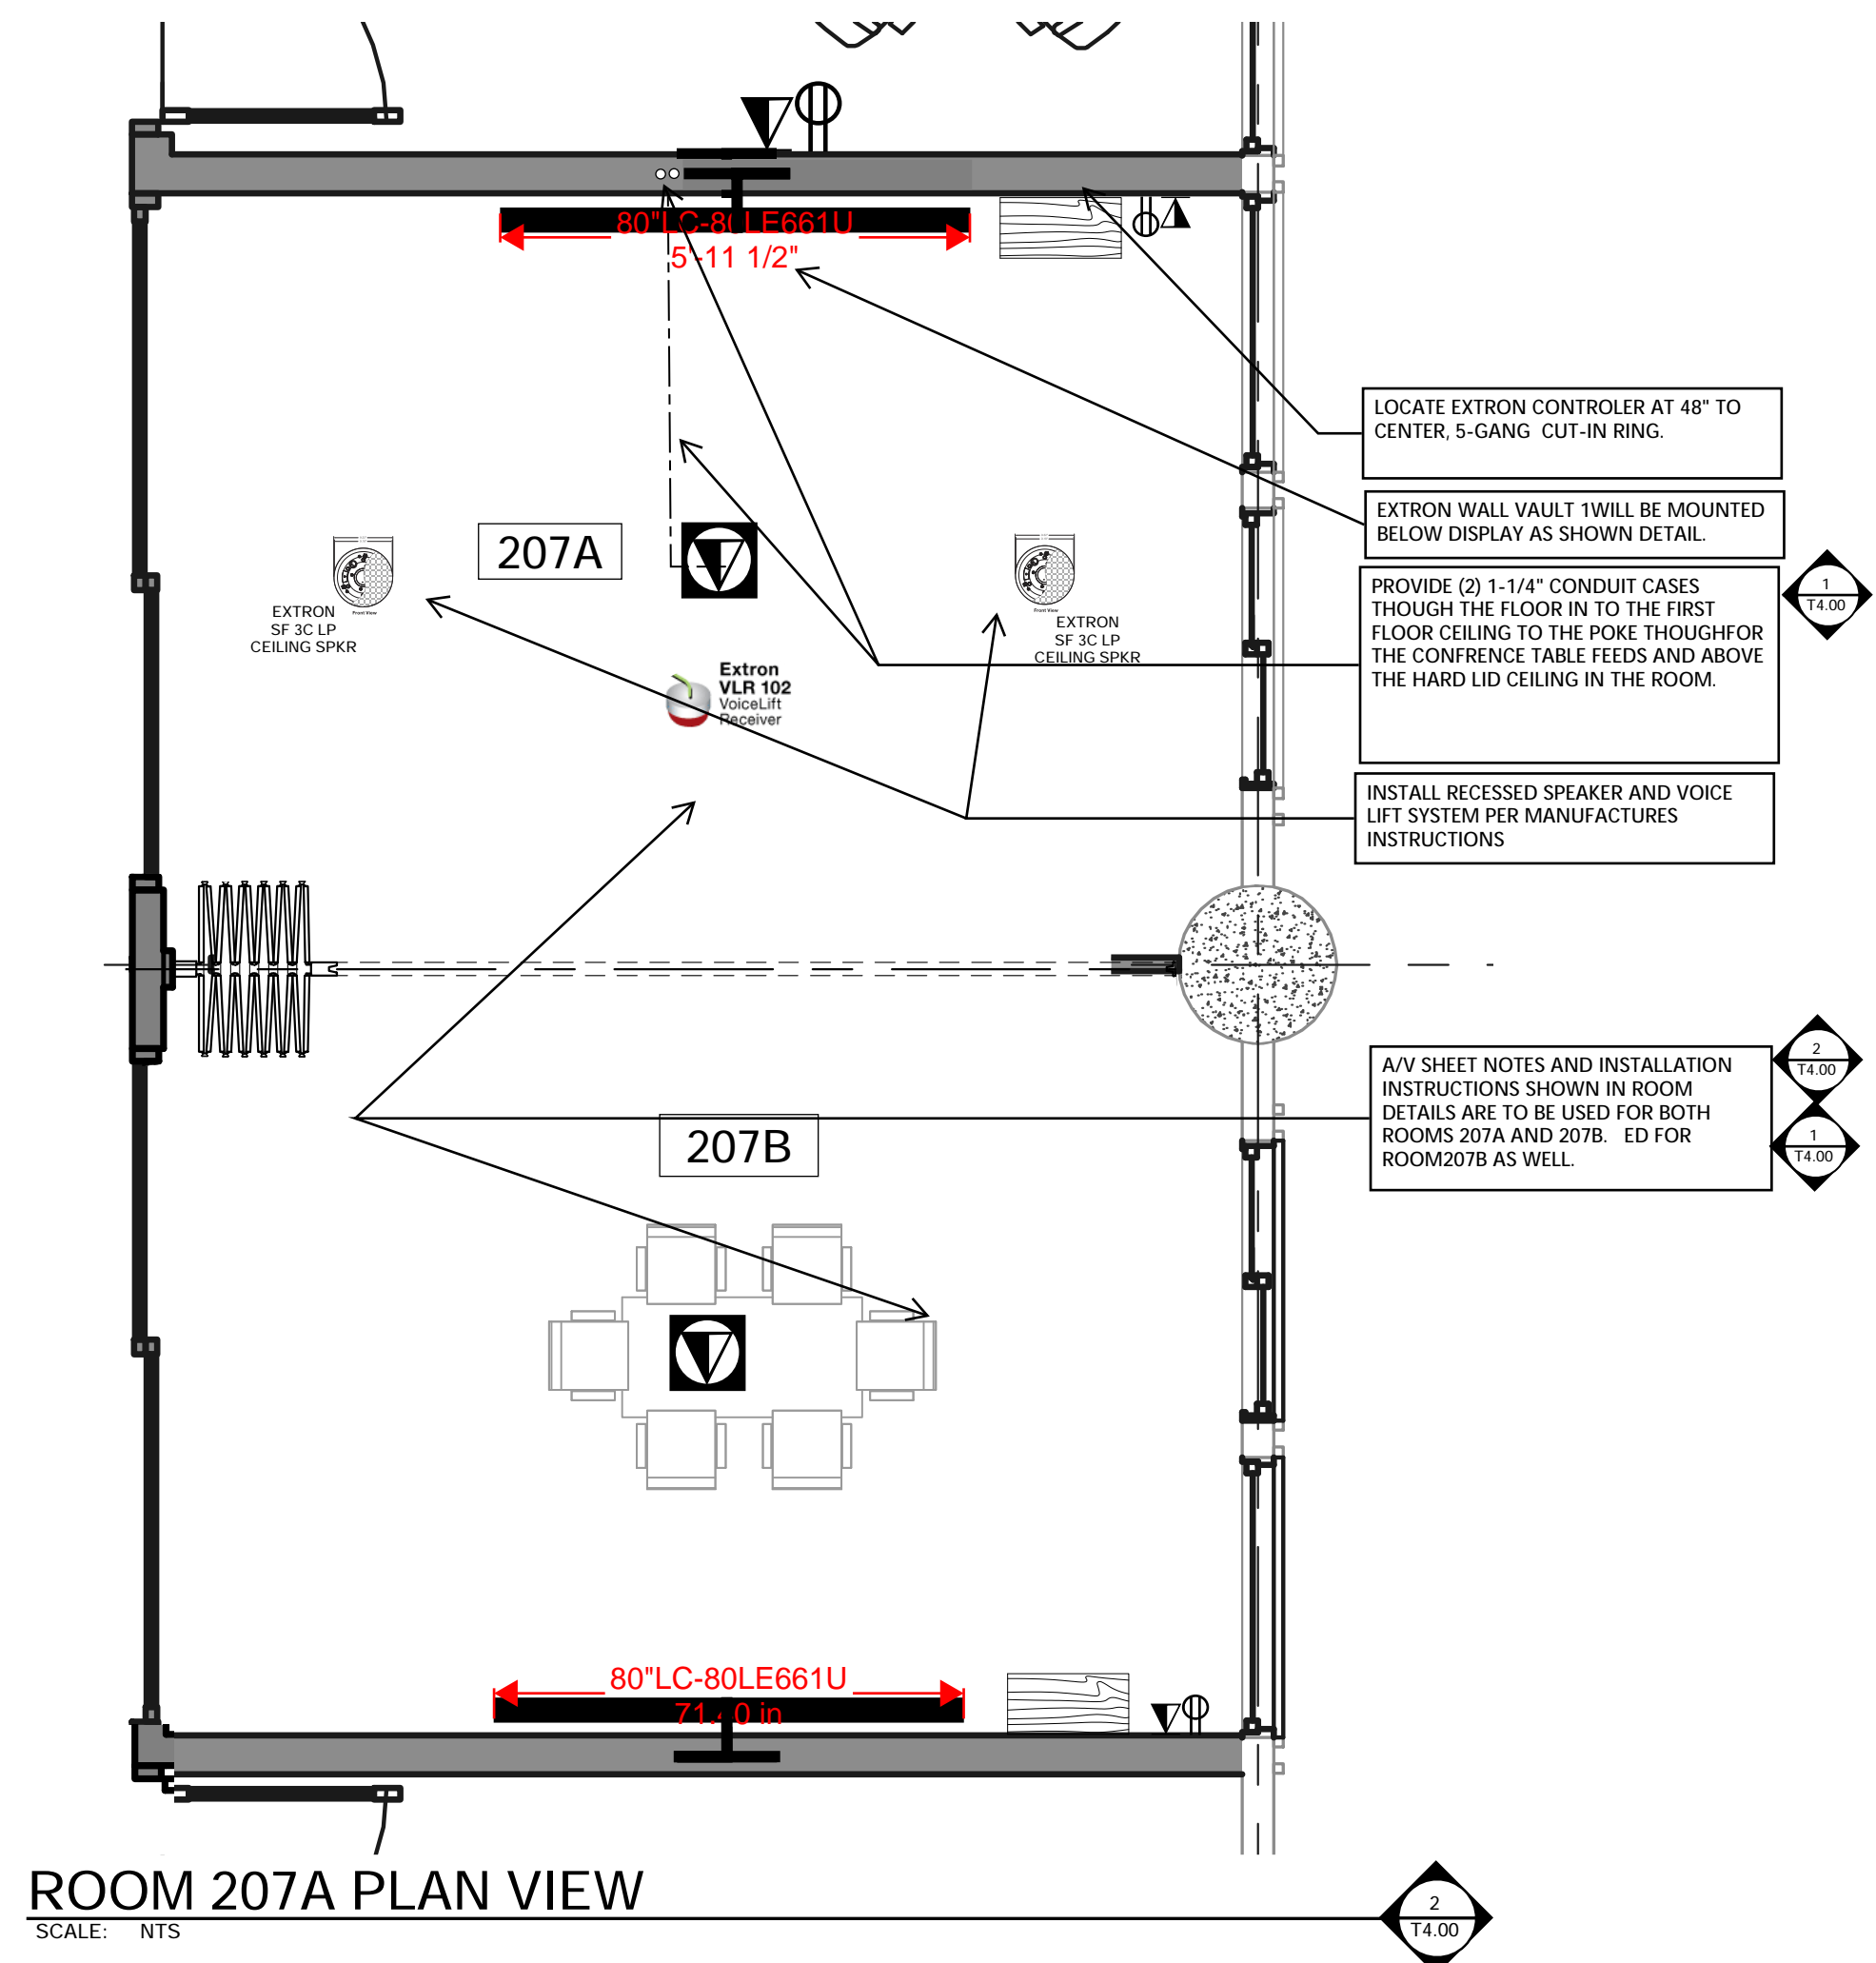 80"LC-80LE661U
5'-11 1/2"
LOCATE EXTRON CONTROLER AT 48" TO
CENTER, 5-GANG CUT-IN RING.
EXTRON WALL VAULT 1WILL BE MOUNTED
BELOW DISPLAY AS SHOWN DETAIL.
207A
PROVIDE (2) 1-1/4" CONDUIT CASES
THOUGH THE FLOOR IN TO THE FIRST
FLOOR CEILING TO THE POKE THOUGHFOR
THE CONFRENCE TABLE FEEDS AND ABOVE
THE HARD LID CEILING IN THE ROOM.
1
T4.00
Front View
EXTRON
SF 3C LP
CEILING SPKR
Front View
EXTRON
SF 3C LP
CEILING SPKR
Extron
VLR 102
VoiceLift
Receiver
INSTALL RECESSED SPEAKER AND VOICE
LIFT SYSTEM PER MANUFACTURES
INSTRUCTIONS
A/V SHEET NOTES AND INSTALLATION
INSTRUCTIONS SHOWN IN ROOM
DETAILS ARE TO BE USED FOR BOTH
ROOMS 207A AND 207B. ED FOR
ROOM207B AS WELL.
2
T4.00
1
T4.00
207B
80"LC-80LE661U
71.40 in
ROOM 207A PLAN VIEW
SCALE: NTS
2
T4.00